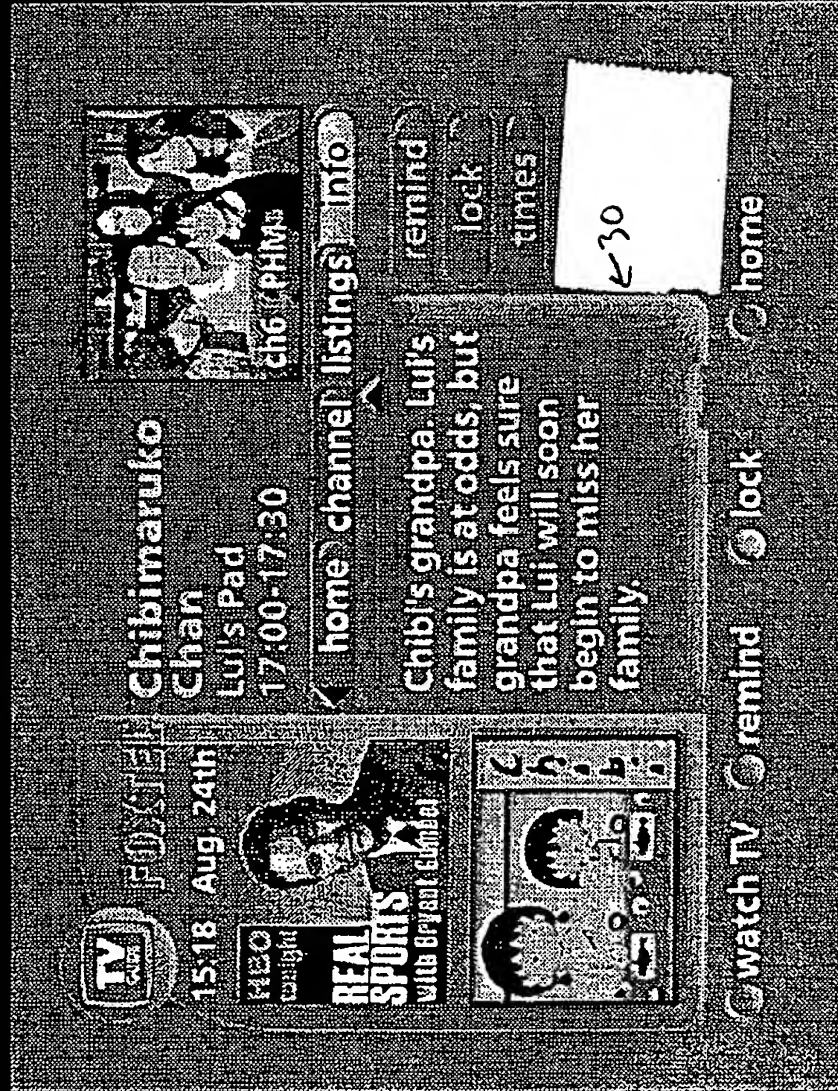 TV
GUIDE
FOXTEL
15:18 Aug. 24th
HBO
tonight
REAL
SPORTS
with Bryant Gumbel
Chibi
Chibimaruko
Chan
Lui's Pad
17:00-17:30
ch6
home channel listings info
Chibi's grandpa. Lui's
family is at odds, but
grandpa feels sure
that Lui will soon
begin to miss her
family.
remind
lock
times
30
watch TV remind lock home